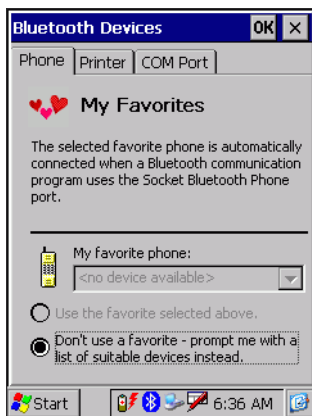 Bluetooth Devices OK
Phone Printer COM Port
My Favorites
The selected favorite phone is automatically
connected when a Bluetooth communication
program uses the Socket Bluetooth Phone
port.
My favorite phone:
<no device available>
Use the favorite selected above.
Don't use a favorite - prompt me with a
list of suitable devices instead.
Start 6:36 AM